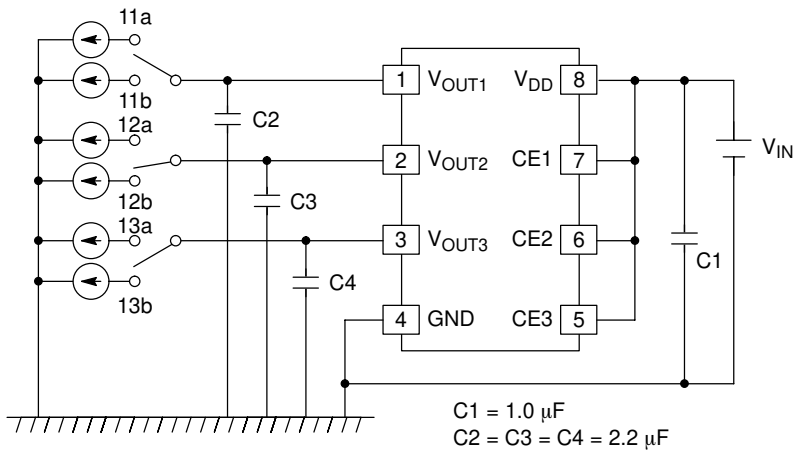 11a
11b
12a
12b
13a
13b
C2
C3
C4
1 VOUT1 VDD 8
2 VOUT2 CE1 7
3 VOUT3 CE2 6
4 GND CE3 5
VIN
C1
C1 = 1.0 μF
C2 = C3 = C4 = 2.2 μF